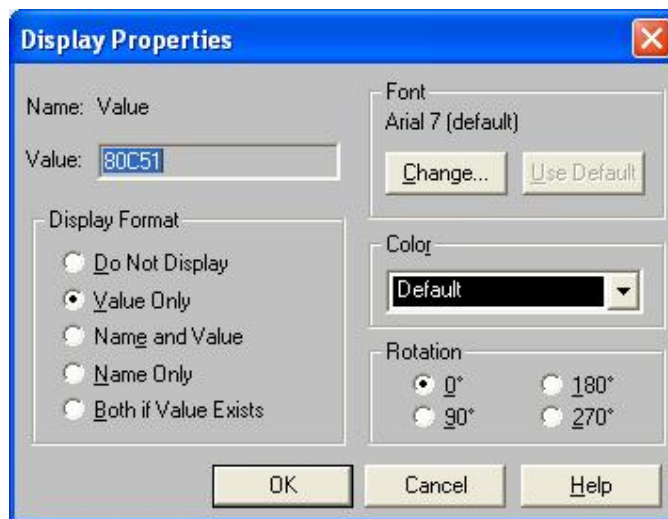 Display Properties
Name: Value
Value: 80C51
Display Format
Do Not Display
Value Only
Name and Value
Name Only
Both if Value Exists
Font
Arial 7 (default)
Change... Use Default
Color
Default
Rotation
0° 180°
90° 270°
OK Cancel Help